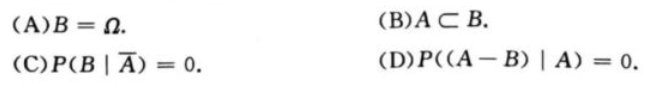 (A)B = Ω. (B)A ⊂ B.
(C)P(B | A̅) = 0. (D)P((A − B) | A) = 0.